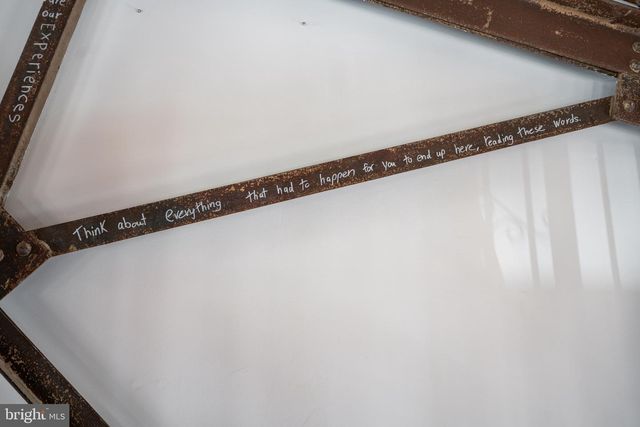 our Experiences
Think about everything that had to happen for you to end up here, reading these words.
bright MLS